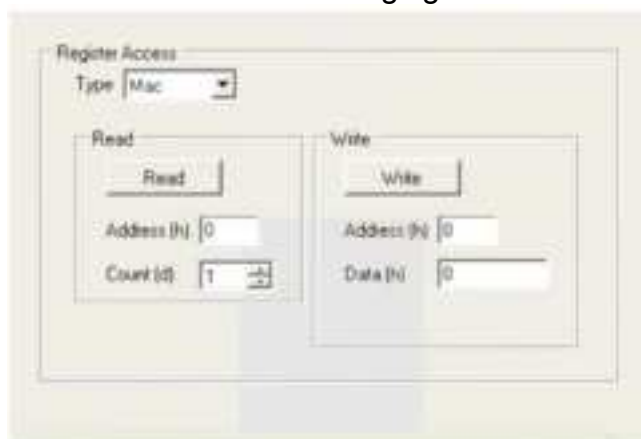 Register Access
Type Mac
Read
Read
Address (h) 0
Count (d) 1
Write
Write
Address (h) 0
Data (h) 0